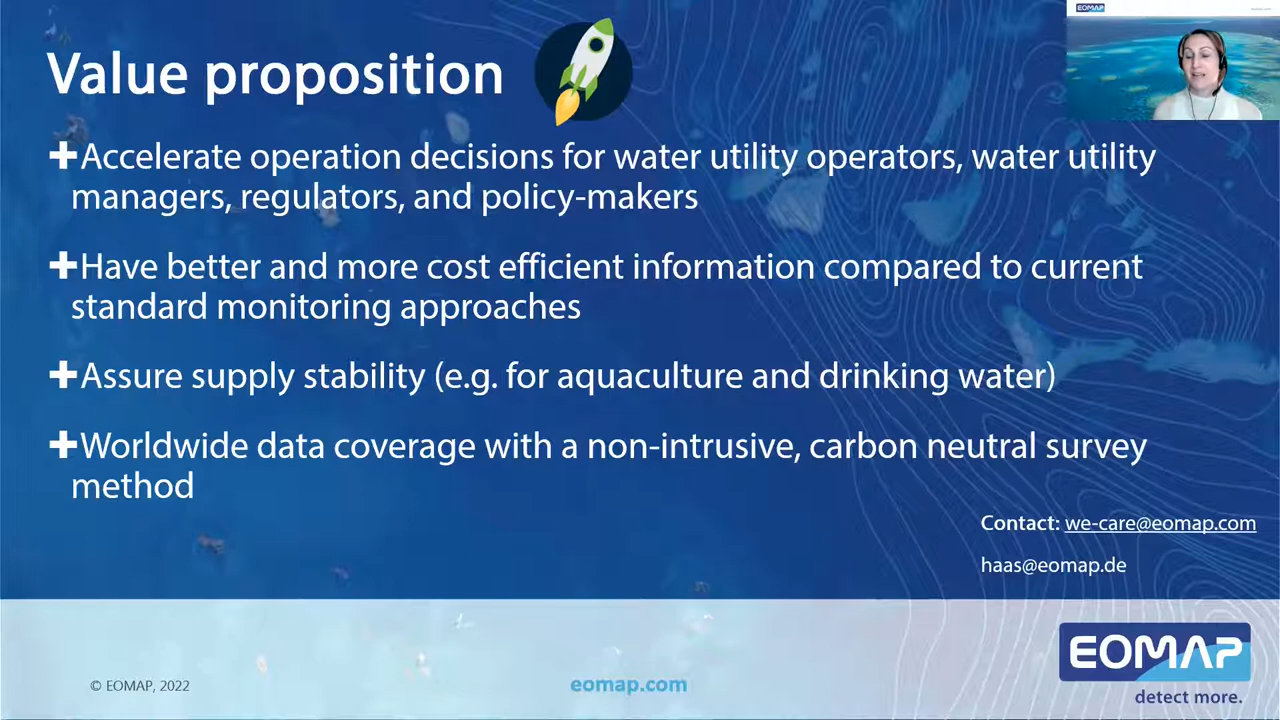 EOMAP
Value proposition
+Accelerate operation decisions for water utility operators, water utility
managers, regulators, and policy-makers
+Have better and more cost efficient information compared to current
standard monitoring approaches
+Assure supply stability (e.g. for aquaculture and drinking water)
+Worldwide data coverage with a non-intrusive, carbon neutral survey
method
Contact: we-care@eomap.com
haas@eomap.de
EOMAP
detect more.
© EOMAP, 2022
eomap.com